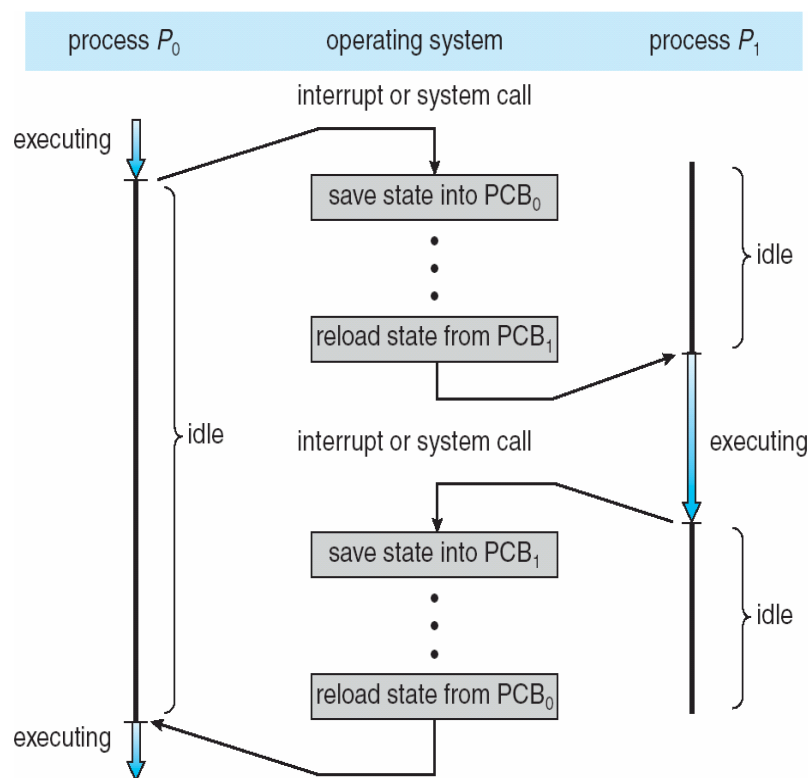 process P₀ operating system process P₁
interrupt or system call
executing
save state into PCB₀
idle
reload state from PCB₁
idle
interrupt or system call
executing
save state into PCB₁
idle
reload state from PCB₀
executing